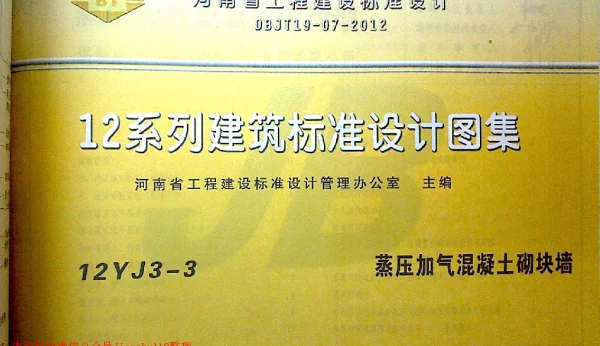 河南省工程建设标准设计
DBJT19-07-2012
12系列建筑标准设计图集
河南省工程建设标准设计管理办公室 主编
12YJ3-3
蒸压加气混凝土砌块墙